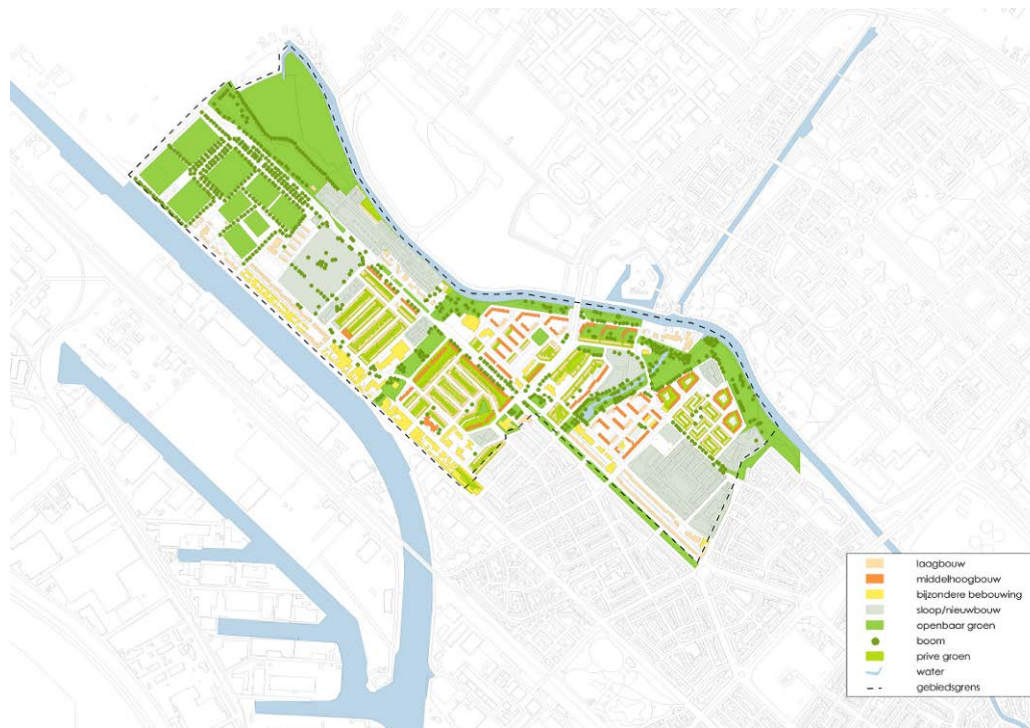 laagbouw
middelhoogbouw
bijzondere bebouwing
sloop/nieuwbouw
openbaar groen
boom
prive groen
water
gebiedsgrens